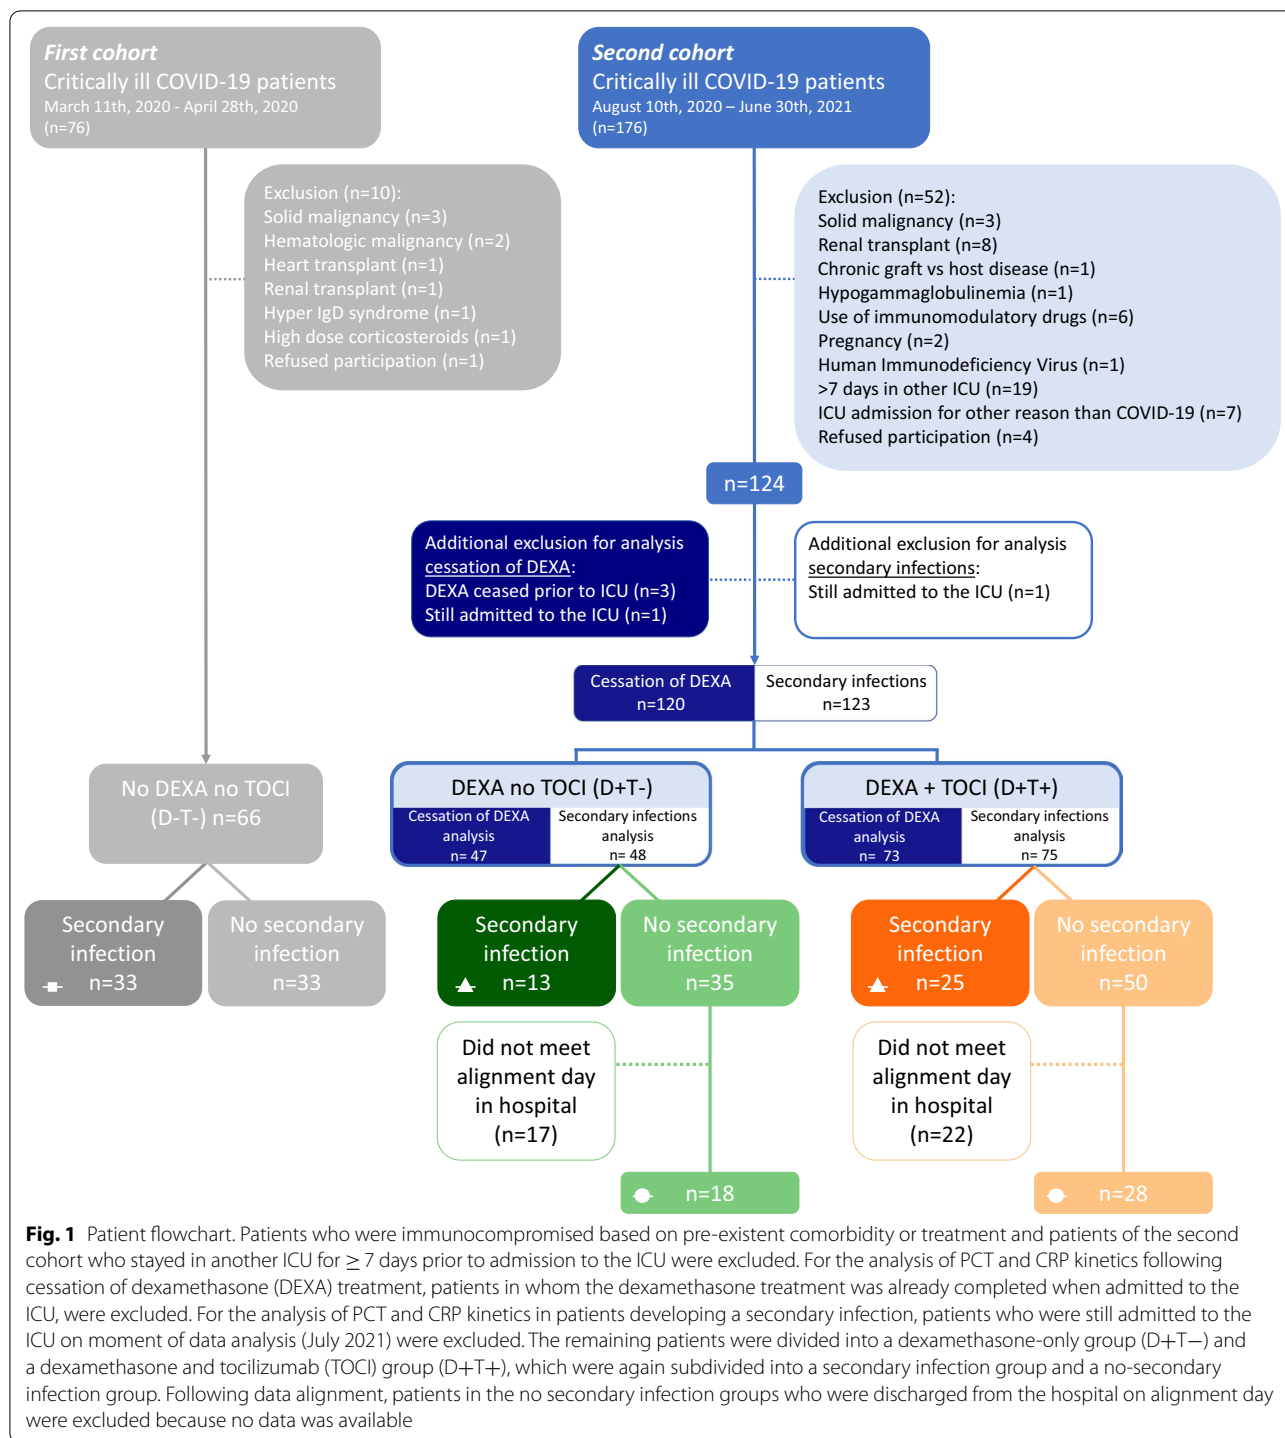 First cohort
Critically ill COVID-19 patients
March 11th, 2020 - April 28th, 2020
(n=76)
Second cohort
Critically ill COVID-19 patients
August 10th, 2020 – June 30th, 2021
(n=176)
Exclusion (n=10):
Solid malignancy (n=3)
Hematologic malignancy (n=2)
Heart transplant (n=1)
Renal transplant (n=1)
Hyper IgD syndrome (n=1)
High dose corticosteroids (n=1)
Refused participation (n=1)
Exclusion (n=52):
Solid malignancy (n=3)
Renal transplant (n=8)
Chronic graft vs host disease (n=1)
Hypogammaglobulinemia (n=1)
Use of immunomodulatory drugs (n=6)
Pregnancy (n=2)
Human Immunodeficiency Virus (n=1)
>7 days in other ICU (n=19)
ICU admission for other reason than COVID-19 (n=7)
Refused participation (n=4)
n=124
Additional exclusion for analysis
cessation of DEXA:
DEXA ceased prior to ICU (n=3)
Still admitted to the ICU (n=1)
Additional exclusion for analysis
secondary infections:
Still admitted to the ICU (n=1)
Cessation of DEXA
n=120
Secondary infections
n=123
No DEXA no TOCI
(D-T-) n=66
DEXA no TOCI (D+T-)
Cessation of DEXA
analysis
n= 47
Secondary infections
analysis
n= 48
DEXA + TOCI (D+T+)
Cessation of DEXA
analysis
n= 73
Secondary infections
analysis
n= 75
Secondary
infection
n=33
No secondary
infection
n=33
Secondary
infection
n=13
No secondary
infection
n=35
Secondary
infection
n=25
No secondary
infection
n=50
Did not meet
alignment day
in hospital
(n=17)
Did not meet
alignment day
in hospital
(n=22)
n=18
n=28
Fig. 1 Patient flowchart. Patients who were immunocompromised based on pre-existent comorbidity or treatment and patients of the second
cohort who stayed in another ICU for ≥ 7 days prior to admission to the ICU were excluded. For the analysis of PCT and CRP kinetics following
cessation of dexamethasone (DEXA) treatment, patients in whom the dexamethasone treatment was already completed when admitted to the
ICU, were excluded. For the analysis of PCT and CRP kinetics in patients developing a secondary infection, patients who were still admitted to the
ICU on moment of data analysis (July 2021) were excluded. The remaining patients were divided into a dexamethasone-only group (D+T−) and
a dexamethasone and tocilizumab (TOCI) group (D+T+), which were again subdivided into a secondary infection group and a no-secondary
infection group. Following data alignment, patients in the no secondary infection groups who were discharged from the hospital on alignment day
were excluded because no data was available